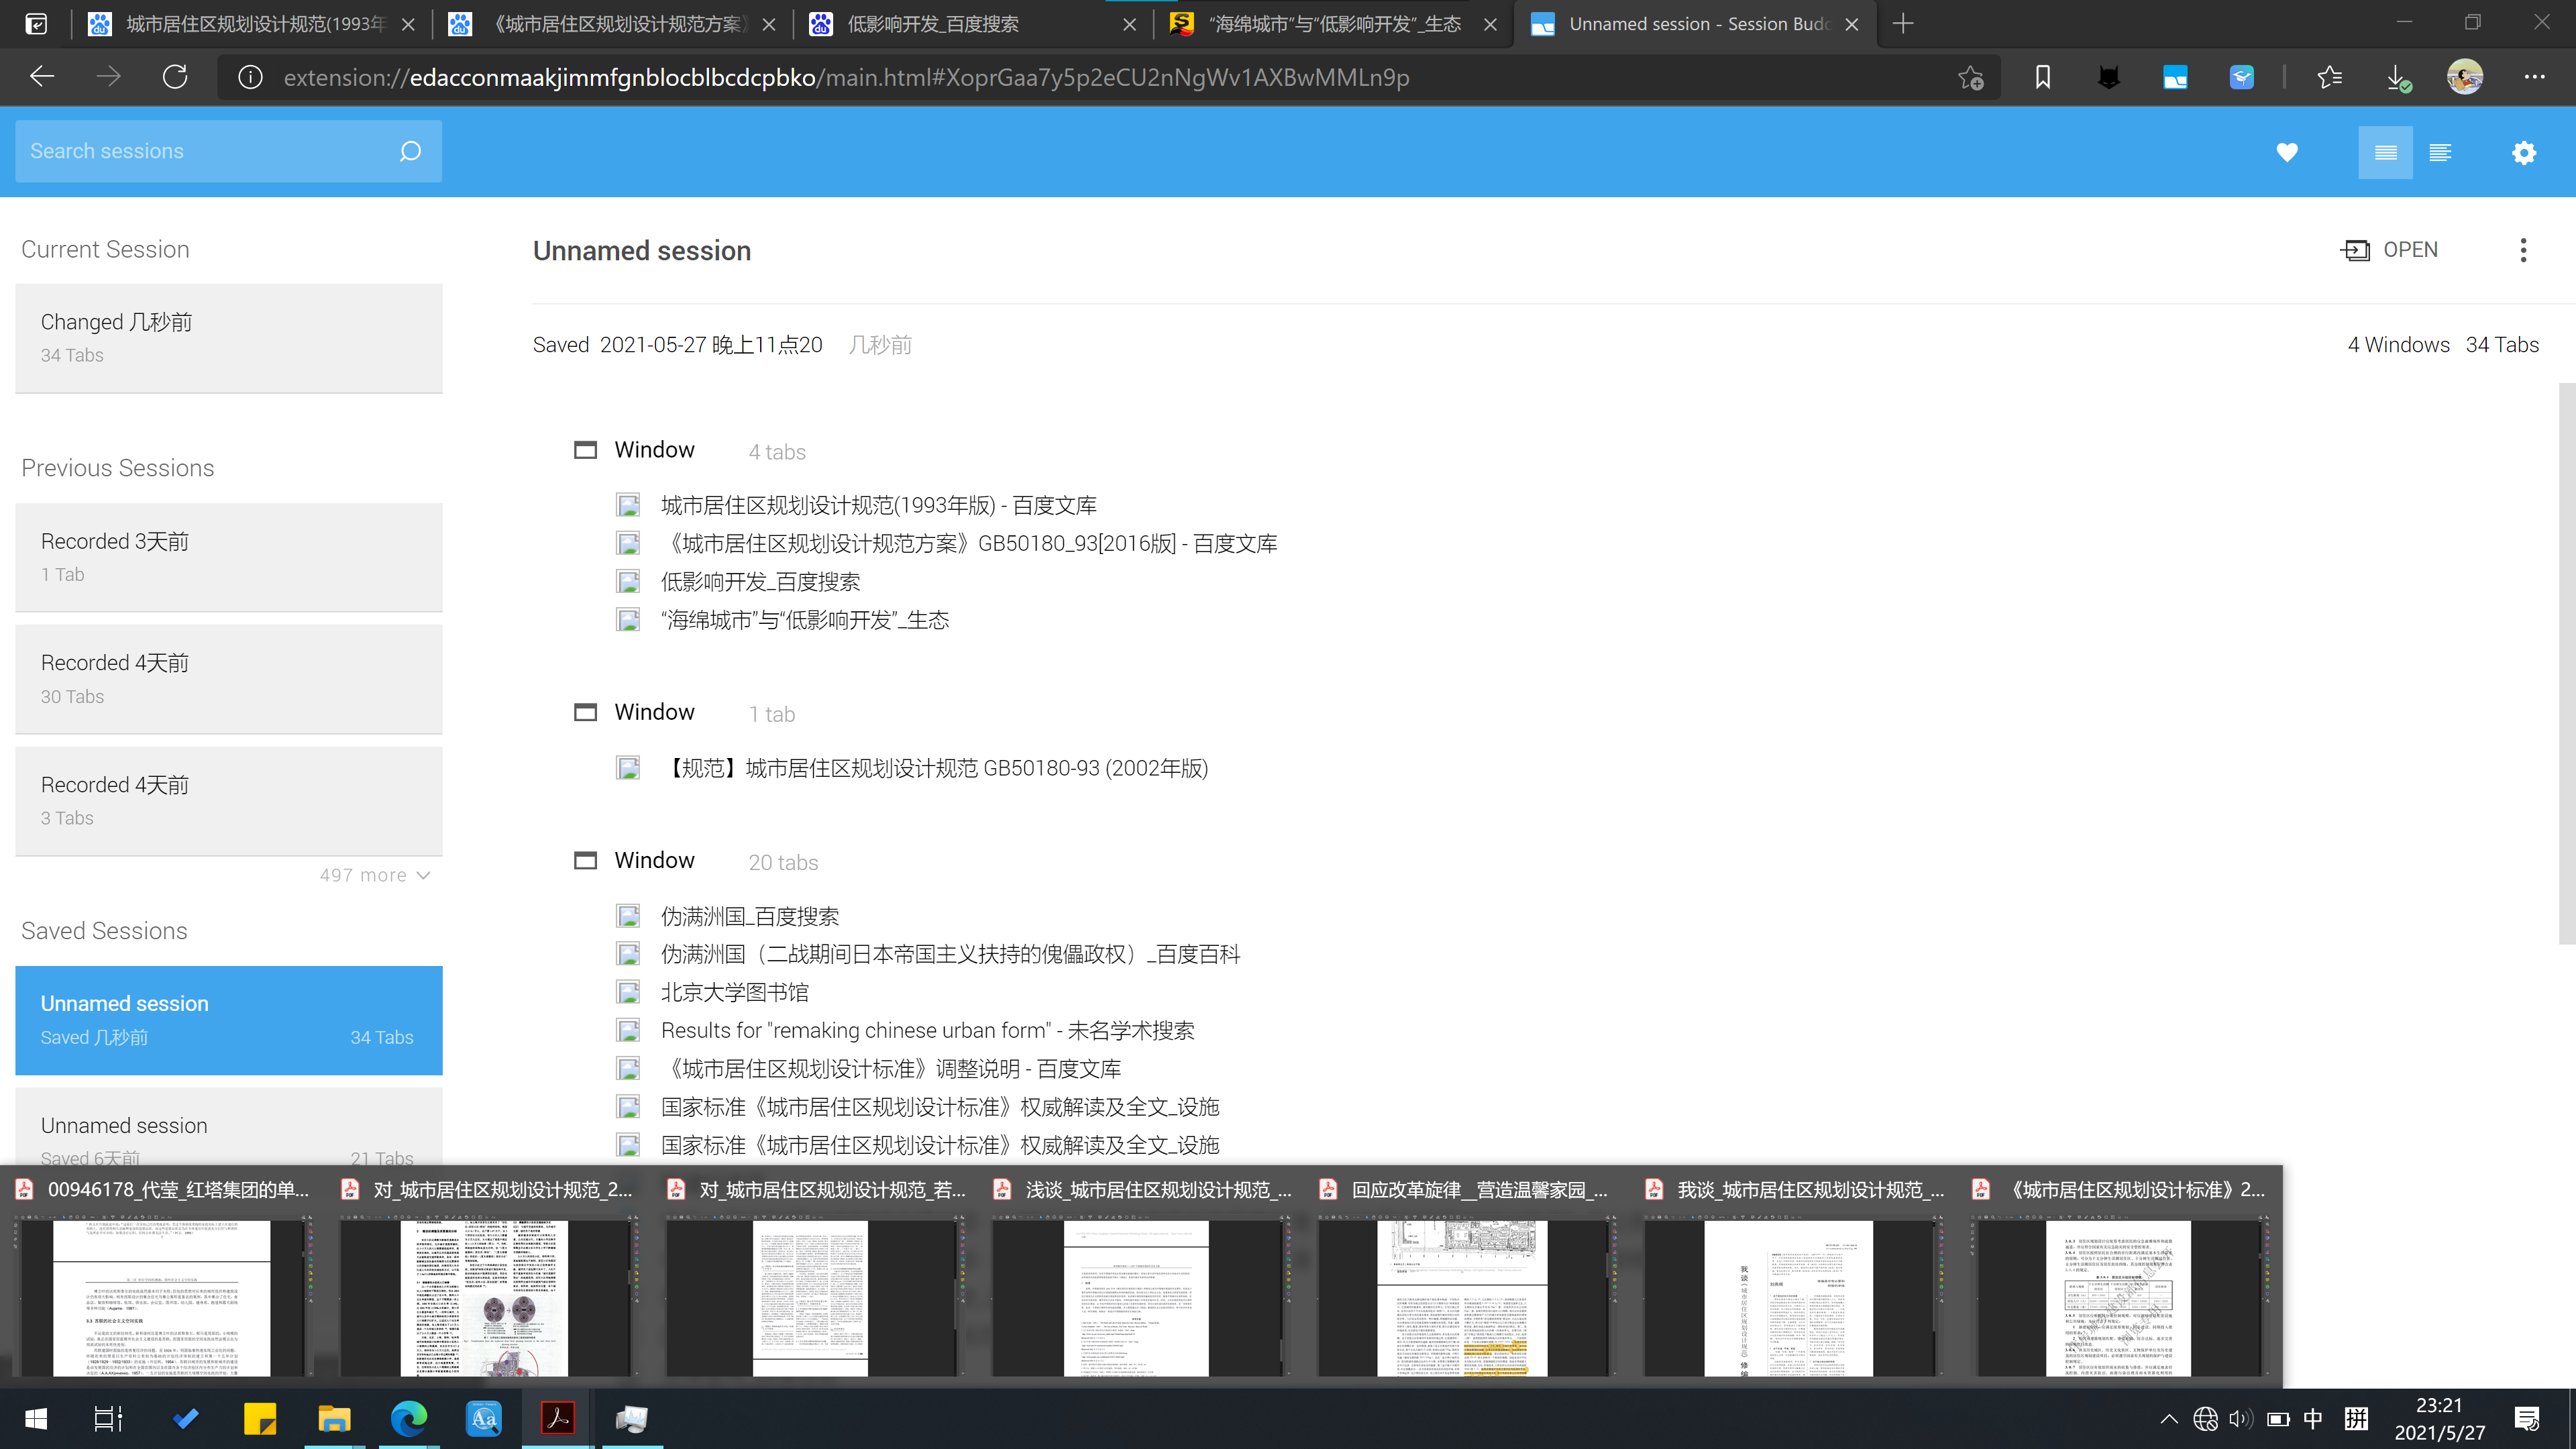 城市居住区规划设计规范(1993年
《城市居住区规划设计规范方案》
低影响开发_百度搜索
“海绵城市”与“低影响开发”_生态
Unnamed session - Session Budd
extension://edacconmaakjimmfgnblocblbcdcpbko/main.html#XoprGaa7y5p2eCU2nNgWv1AXBwMMLn9p
Search sessions
Current Session
Changed 几秒前
34 Tabs
Previous Sessions
Recorded 3天前
1 Tab
Recorded 4天前
30 Tabs
Recorded 4天前
3 Tabs
497 more
Saved Sessions
Unnamed session
Saved 几秒前 34 Tabs
Unnamed session
Saved 6天前 21 Tabs
Unnamed session
OPEN
Saved 2021-05-27 晚上11点20 几秒前
4 Windows 34 Tabs
Window 4 tabs
城市居住区规划设计规范(1993年版) - 百度文库
《城市居住区规划设计规范方案》GB50180_93[2016版] - 百度文库
低影响开发_百度搜索
“海绵城市”与“低影响开发”_生态
Window 1 tab
【规范】城市居住区规划设计规范 GB50180-93 (2002年版)
Window 20 tabs
伪满洲国_百度搜索
伪满洲国（二战期间日本帝国主义扶持的傀儡政权）_百度百科
北京大学图书馆
Results for "remaking chinese urban form" - 未名学术搜索
《城市居住区规划设计标准》调整说明 - 百度文库
国家标准《城市居住区规划设计标准》权威解读及全文_设施
国家标准《城市居住区规划设计标准》权威解读及全文_设施
00946178_代莹_红塔集团的单...
对_城市居住区规划设计规范_2...
对_城市居住区规划设计规范_若...
浅谈_城市居住区规划设计规范_...
回应改革旋律__营造温馨家园_...
我谈_城市居住区规划设计规范_...
《城市居住区规划设计标准》2...
中
拼
23:21
2021/5/27